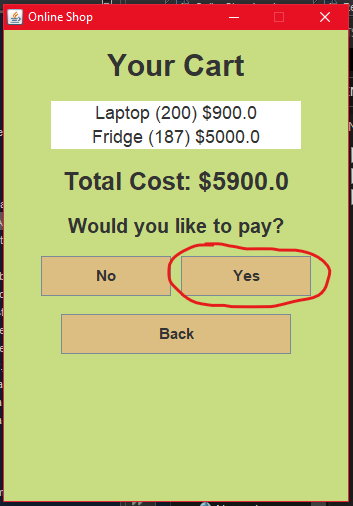 Online Shop
Your Cart
Laptop (200) $900.0
Fridge (187) $5000.0
Total Cost: $5900.0
Would you like to pay?
No Yes
Back